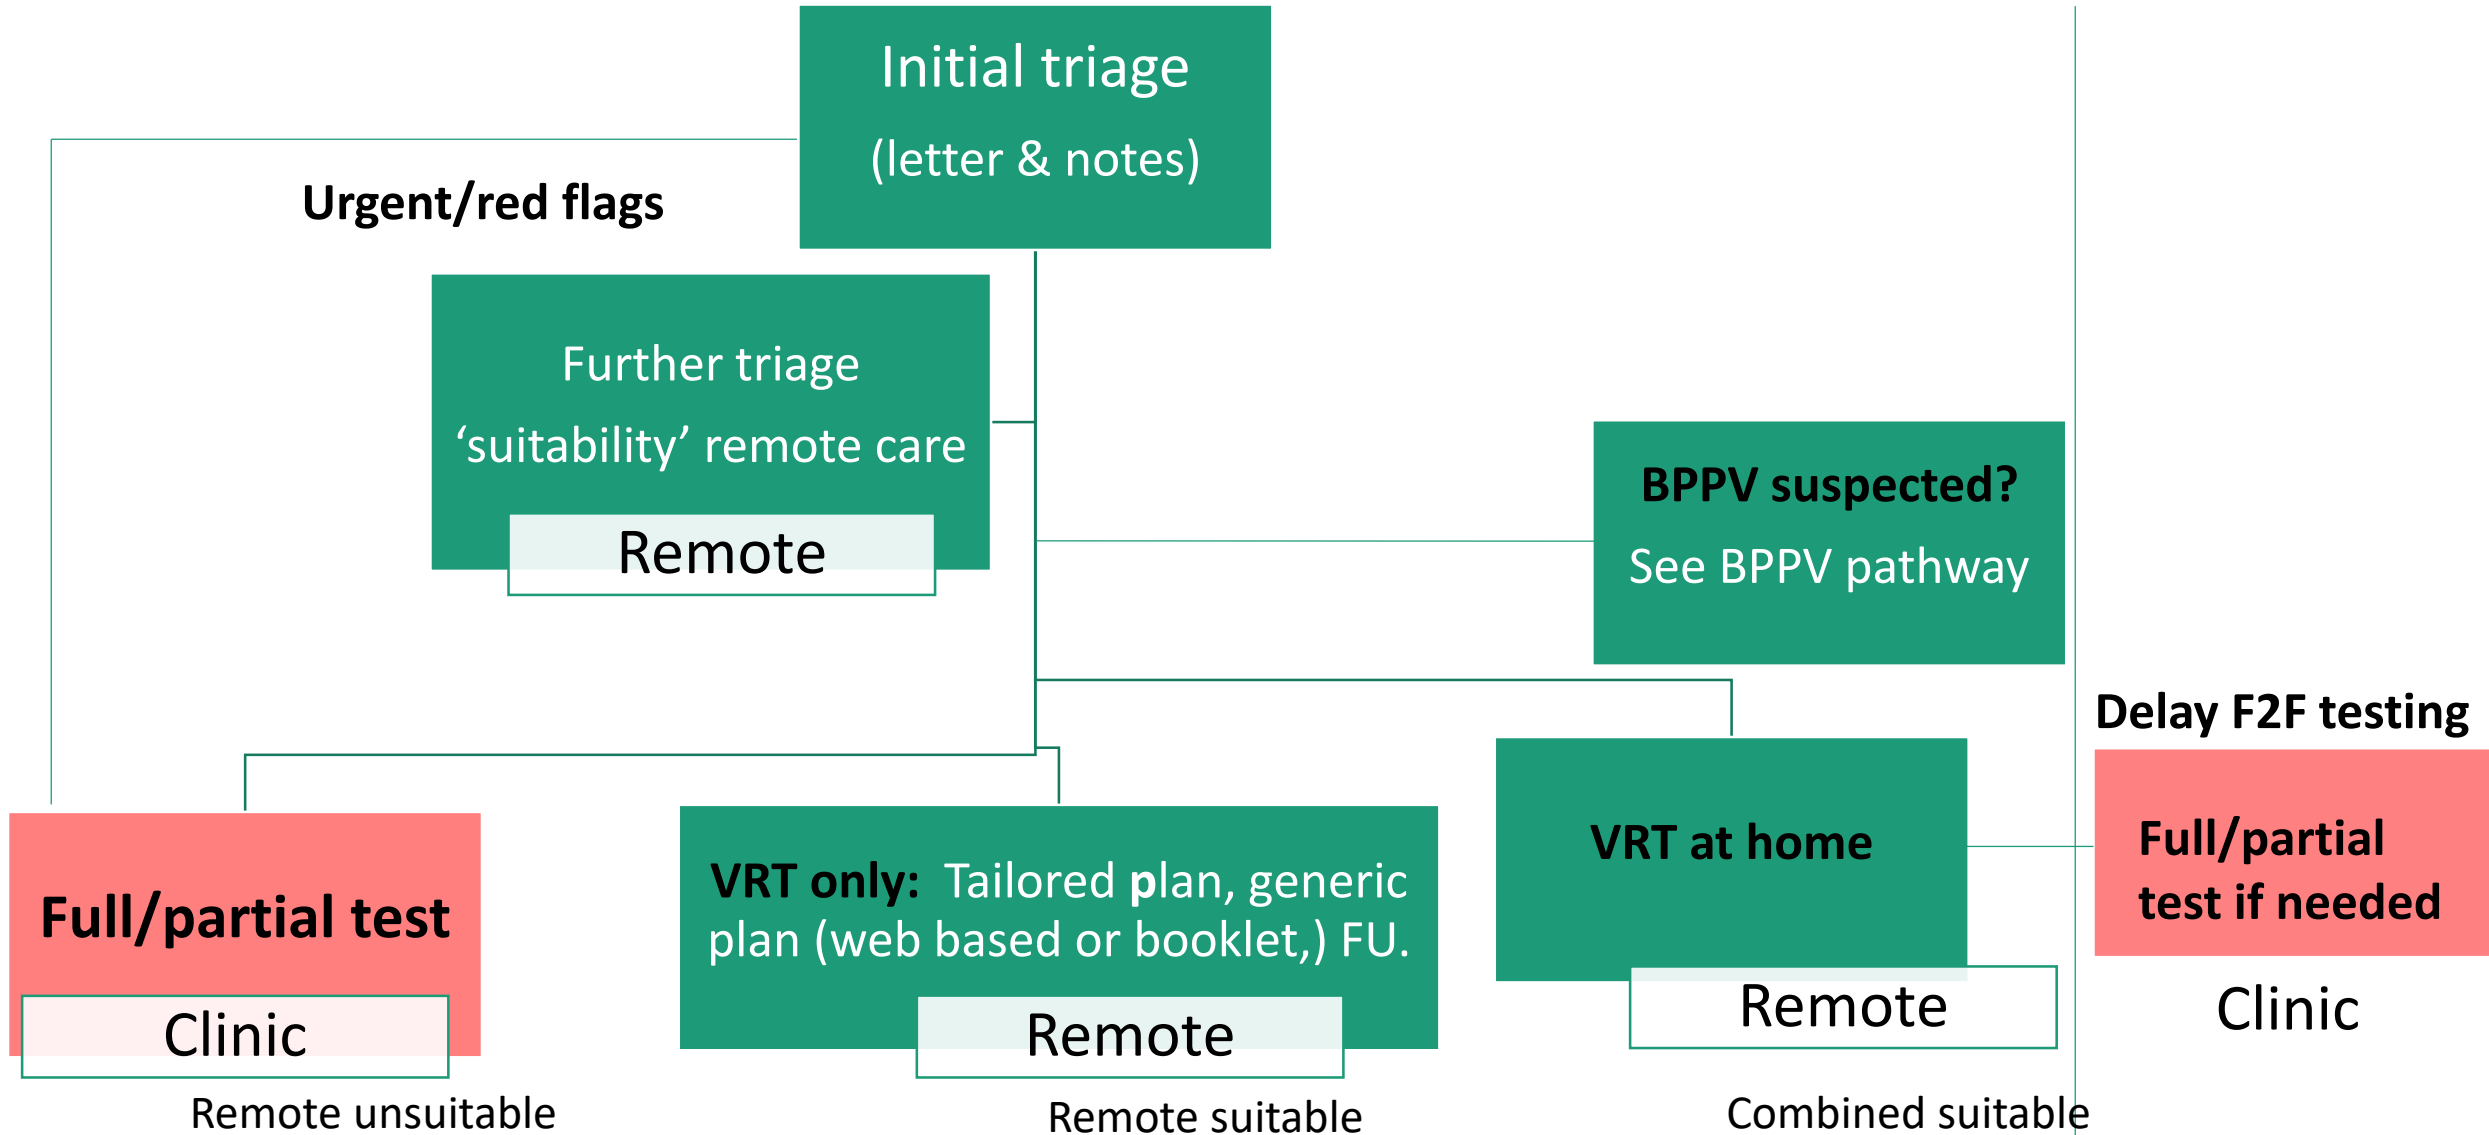 Initial triage
(letter & notes)
Urgent/red flags
Further triage
‘suitability’ remote care
Remote
BPPV suspected?
See BPPV pathway
Full/partial test
Clinic
Remote unsuitable
VRT only: Tailored plan, generic
plan (web based or booklet,) FU.
Remote
Remote suitable
VRT at home
Remote
Combined suitable
Delay F2F testing
Full/partial
test if needed
Clinic